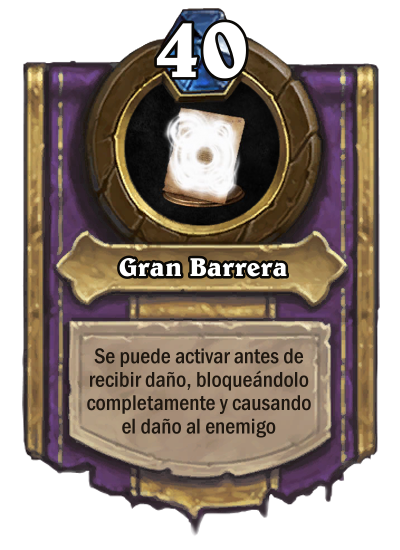 40
Gran Barrera
Se puede activar antes de
recibir daño, bloqueándolo
completamente y causando
el daño al enemigo